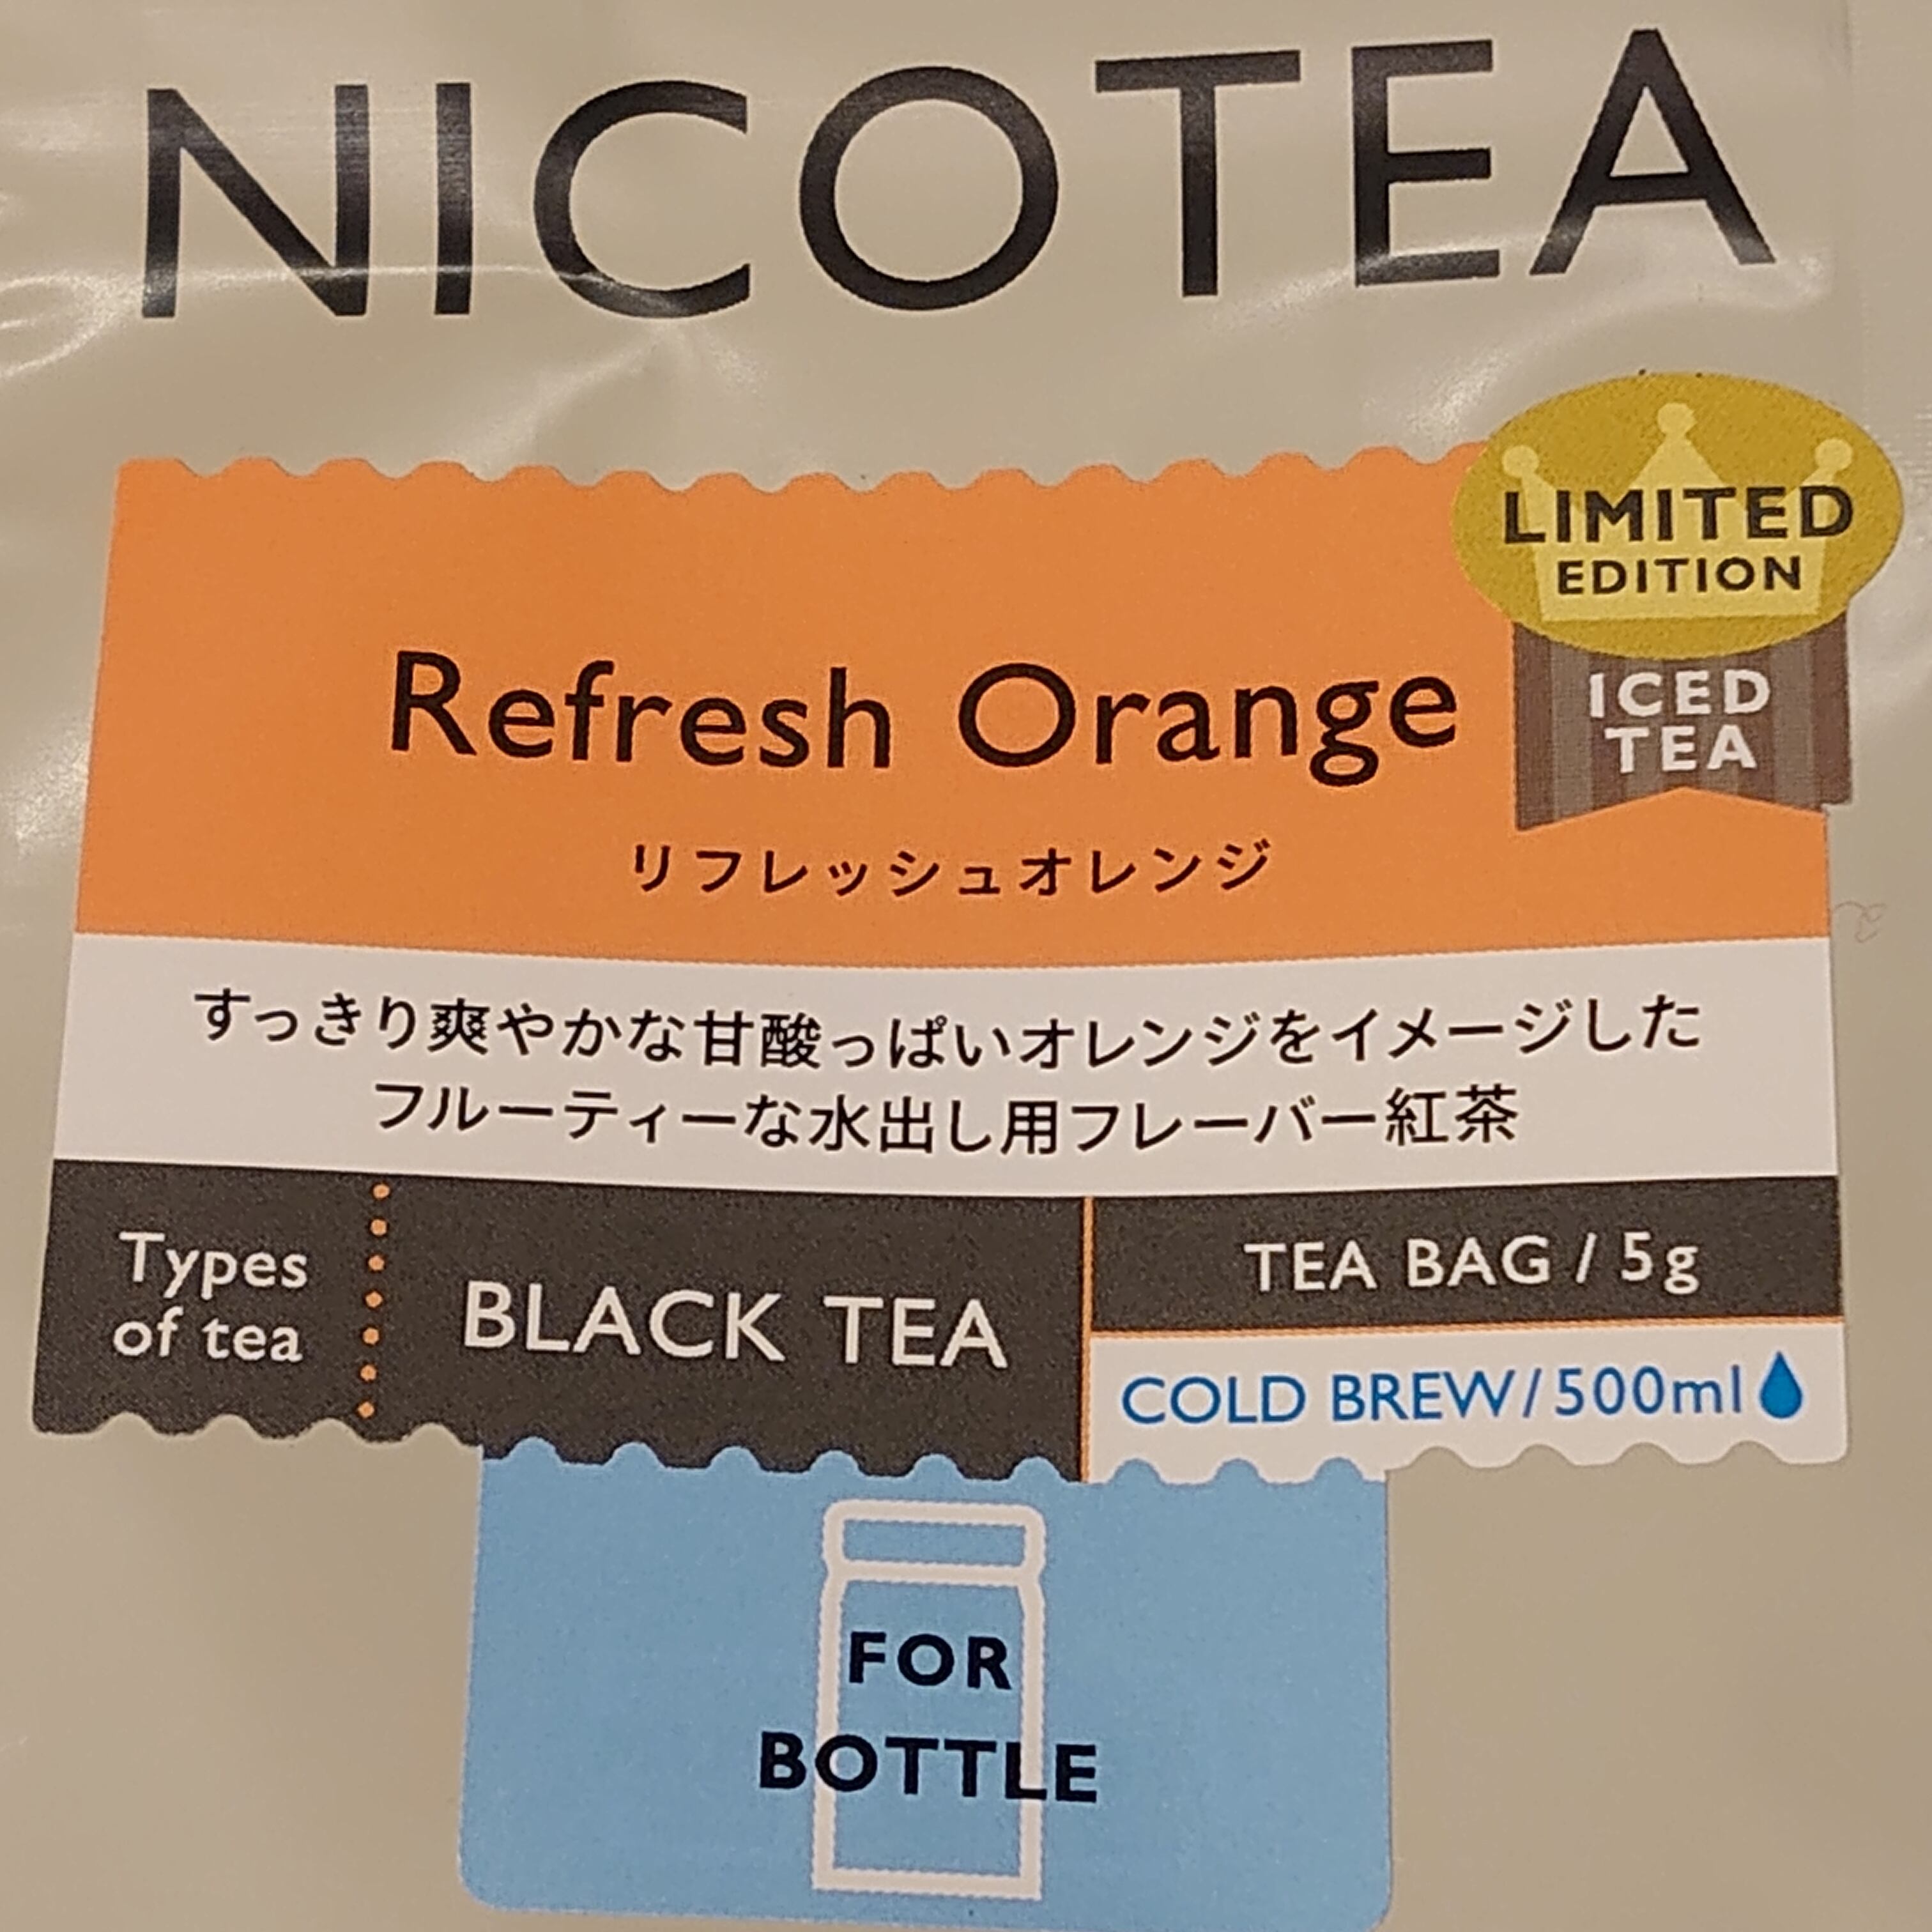 NICOTEA
LIMITED
EDITION
ICED
TEA
Refresh Orange
リフレッシュオレンジ
すっきり爽やかな甘酸っぱいオレンジをイメージした
フルーティーな水出し用フレーバー紅茶
Types
of tea
BLACK TEA
TEA BAG / 5g
COLD BREW/500ml
FOR
BOTTLE